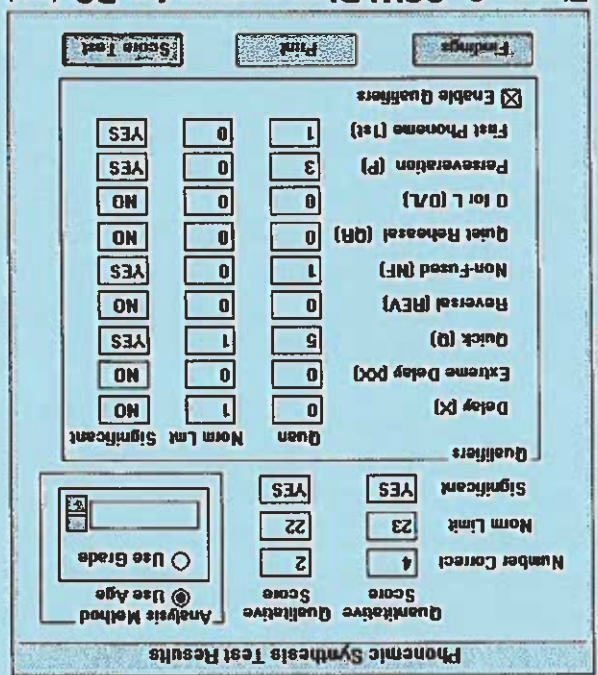 Phonemic Synthesis Test Results
Quantitative Score Qualitative Score
Number Correct 4 2
Norm Limit 23 22
Significant YES YES
Analysis Method
Use Age
Use Grade
Qualifiers
Quan Norm Lmt Significant
Delay (X) 0 1 NO
Extreme Delay (XX) 0 0 NO
Quick (Q) 5 1 YES
Reversal (REV) 0 0 NO
Non-Fused (NF) 1 0 YES
Quiet Rehearsal (QR) 0 0 NO
O for L (O/L) 0 0 NO
Perseveration (P) 3 0 YES
First Phoneme (1st) 1 0 YES
Enable Qualifiers
Findings Print Score Test